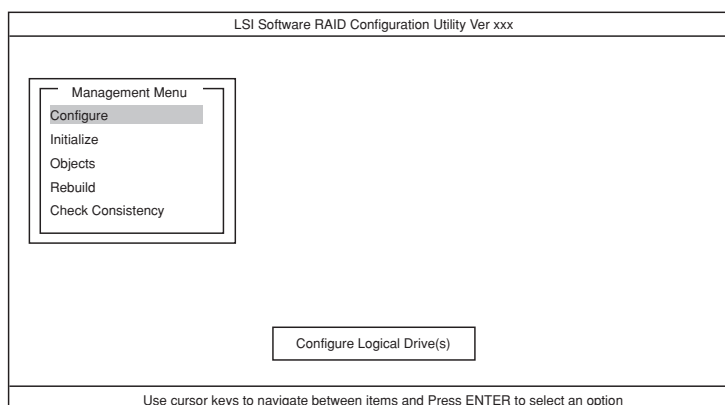 LSI Software RAID Configuration Utility Ver xxx
Management Menu
Configure
Initialize
Objects
Rebuild
Check Consistency
Configure Logical Drive(s)
Use cursor keys to navigate between items and Press ENTER to select an option